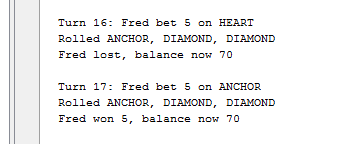 Turn 16: Fred bet 5 on HEART
Rolled ANCHOR, DIAMOND, DIAMOND
Fred lost, balance now 70
Turn 17: Fred bet 5 on ANCHOR
Rolled ANCHOR, DIAMOND, DIAMOND
Fred won 5, balance now 70